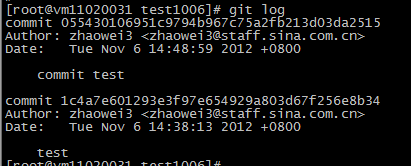 [root@vm11020031 test1006]# git log
commit 055430106951c9794b967c75a2fb213d03da2515
Author: zhaowei3 <zhaowei3@staff.sina.com.cn>
Date:   Tue Nov 6 14:48:59 2012 +0800
    commit test
commit 1c4a7e601293e3f97e654929a803d67f256e8b34
Author: zhaowei3 <zhaowei3@staff.sina.com.cn>
Date:   Tue Nov 6 14:38:13 2012 +0800
    test
[root@vm11020031 test1006]#